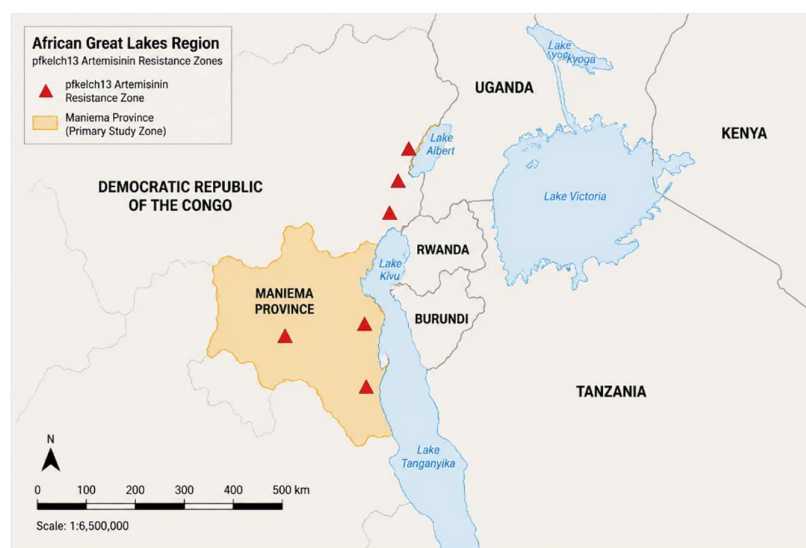 African Great Lakes Region
pfkelch13 Artemisinin Resistance Zones
pfkelch13 Artemisinin
Resistance Zone
Maniema Province
(Primary Study Zone)
Lake
kyoga
UGANDA
KENYA
Lake
Albert
DEMOCRATIC REPUBLIC
OF THE CONGO
Lake Victoria
RWANDA
Lake
Kivu
MANIEMA
PROVINCE
BURUNDI
TANZANIA
N
Lake
Tanganyika
0 100 200 300 400 500 km
Scale: 1:6,500,000